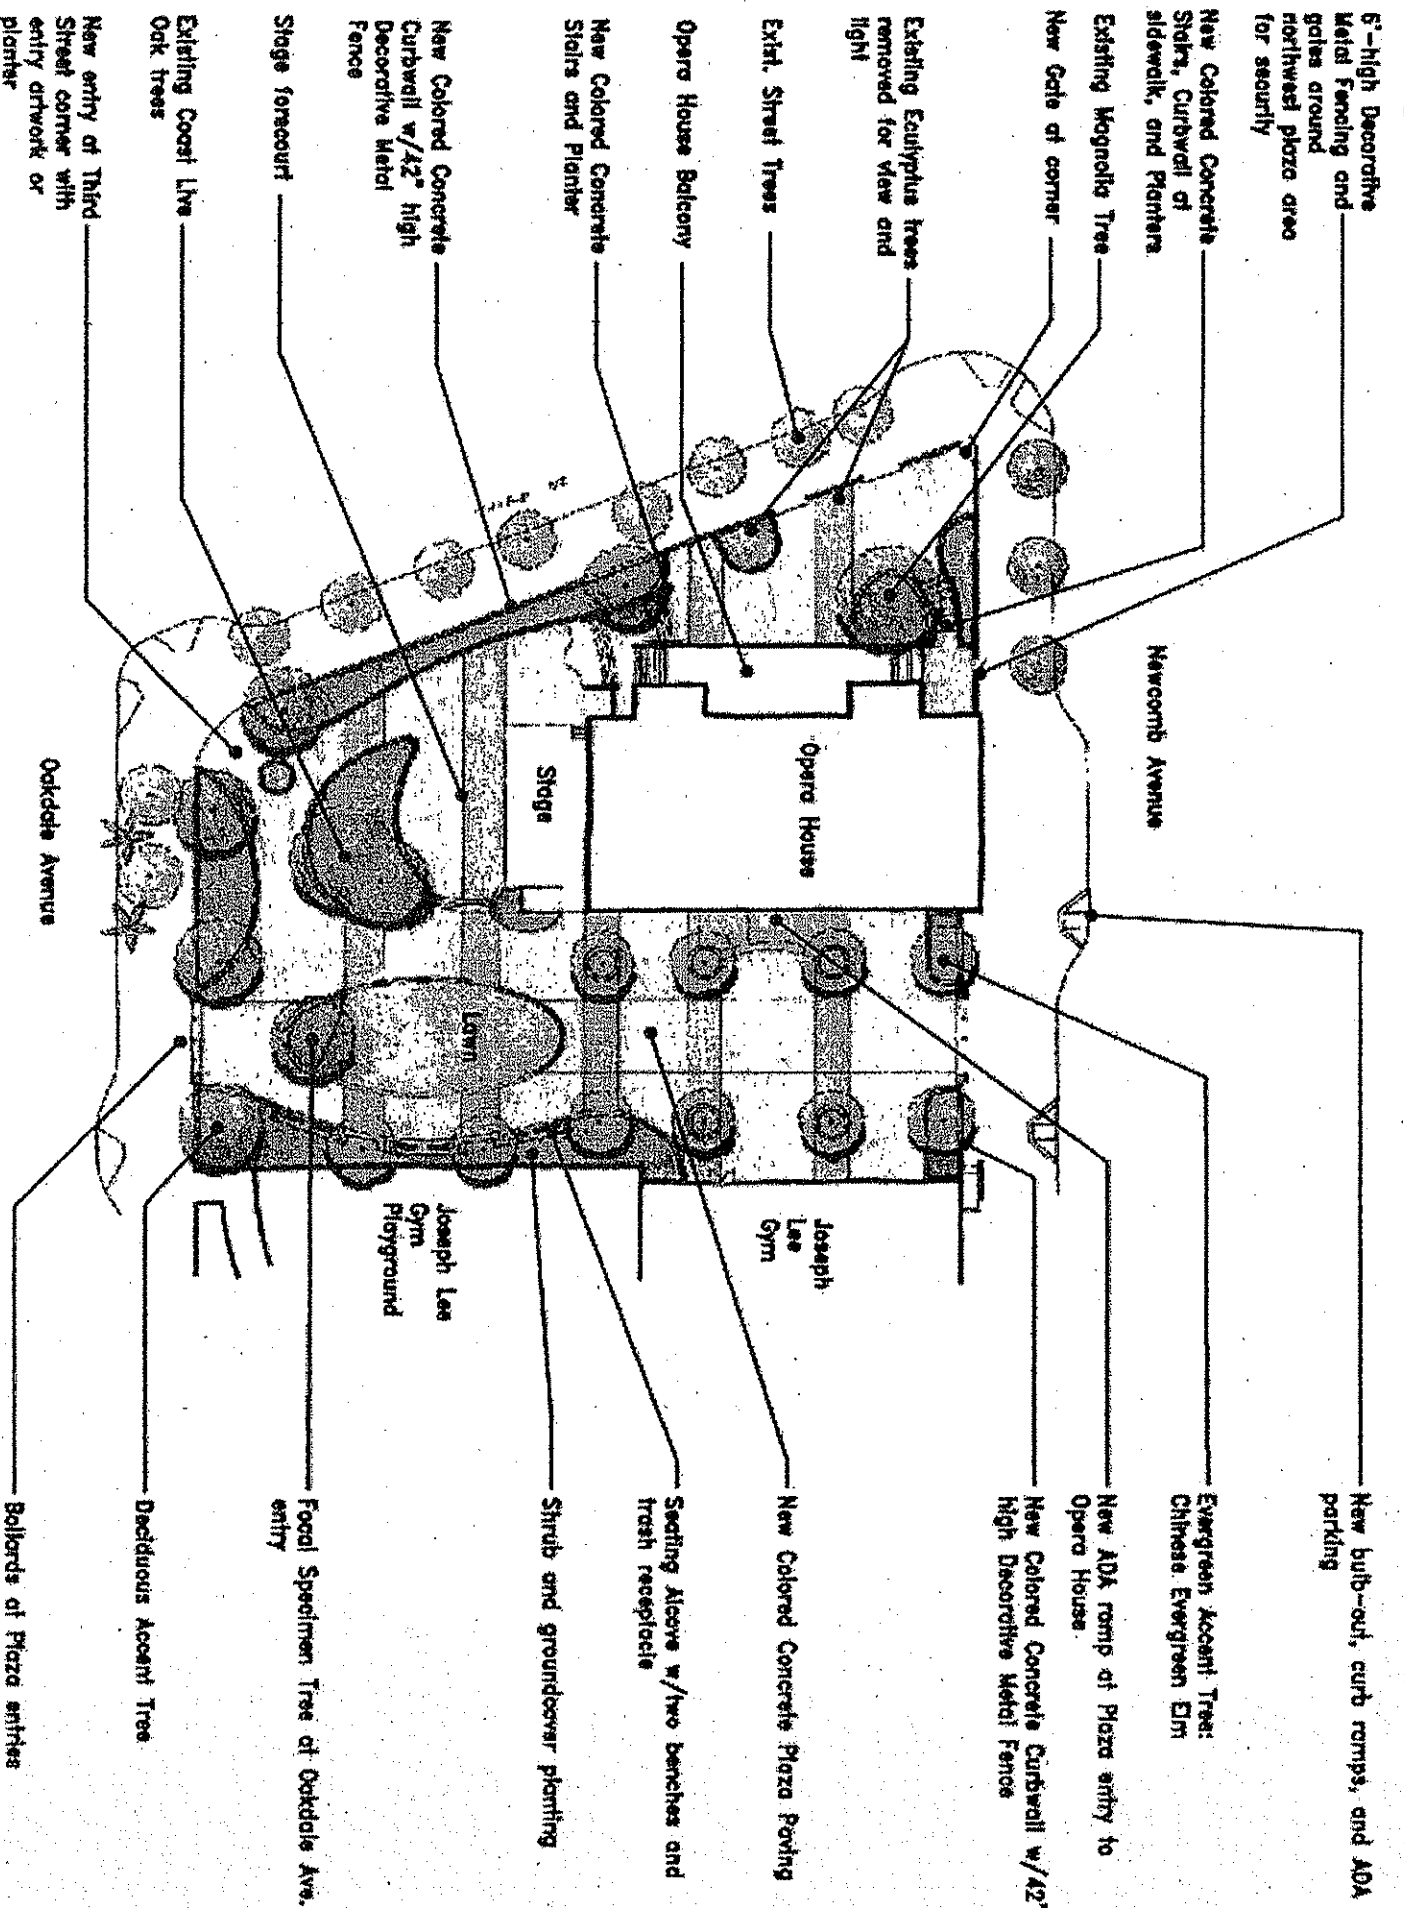 6'-high Decorative
Metal Fencing and
gates around
northwest plaza area
for security
New Colored Concrete
Stairs, Curbwall at
sidewalk, and Planters
Existing Magnolia Tree
New Gate at corner
Existing Eculyptus trees
removed for view and
light
Exist. Street Trees
Opera House Balcony
New Colored Concrete
Stairs and Planter
New Colored Concrete
Curbwall w/42" high
Decorative Metal
Fence
Stage forecourt
Existing Coast Live
Oak trees
New entry at Third
Street corner with
entry artwork or
planter
Newcomb Avenue
Opera House
Stage
Lawn
Oakdale Avenue
Joseph
Lee
Gym
Joseph Lee
Gym
Playground
New bulb-out, curb ramps, and ADA
parking
Evergreen Accent Tree:
Chinese Evergreen Elm
New ADA ramp at Plaza entry to
Opera House
New Colored Concrete Curbwall w/42"
high Decorative Metal Fence
New Colored Concrete Plaza Paving
Seating Alcove w/two benches and
trash receptacle
Shrub and groundcover planting
Focal Specimen Tree at Oakdale Ave.
entry
Deciduous Accent Tree
Bollards at Plaza entries